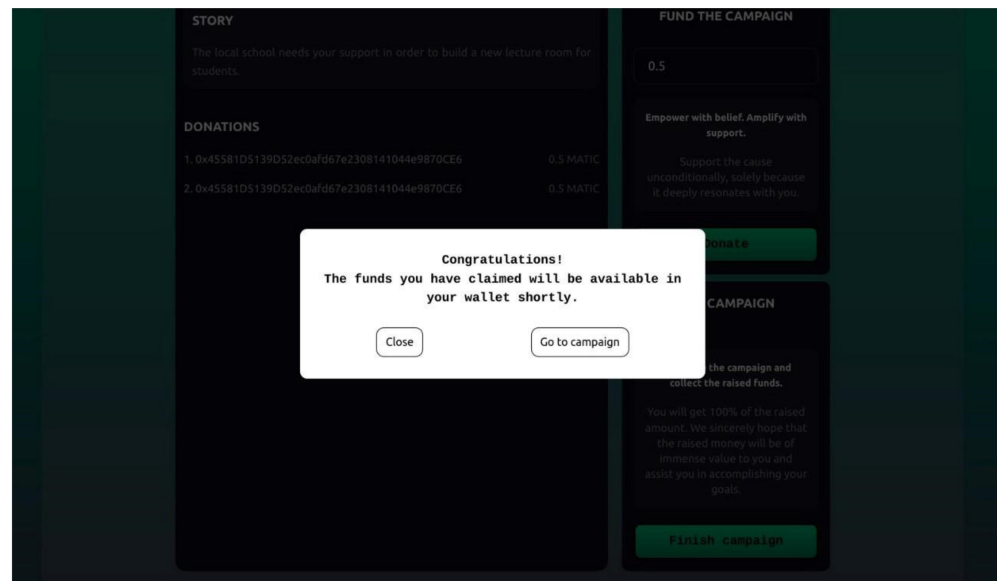 STORY
The local school needs your support in order to build a new lecture room for
students.
DONATIONS
1. 0x45581D5139D52ec0afd67e2308141044e9870CE6 0.5 MATIC
2. 0x45581D5139D52ec0afd67e2308141044e9870CE6 0.5 MATIC
FUND THE CAMPAIGN
0.5
Empower with belief. Amplify with
support.
Support the cause
unconditionally, solely because
it deeply resonates with you.
Donate
Congratulations!
The funds you have claimed will be available in
your wallet shortly.
Close
Go to campaign
CAMPAIGN
the campaign and
collect the raised funds.
You will get 100% of the raised
amount. We sincerely hope that
the raised money will be of
immense value to you and
assist you in accomplishing your
goals.
Finish campaign